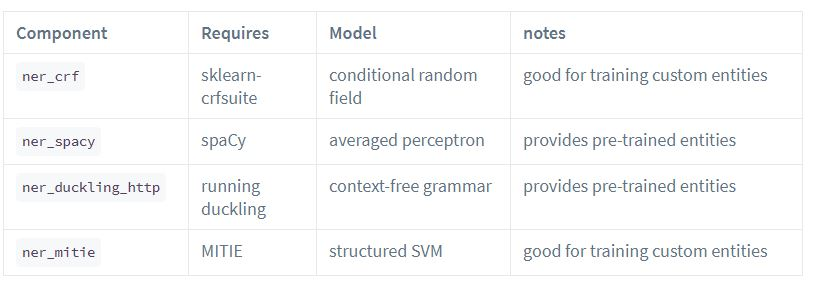 Component Requires Model notes
ner_crf sklearn- conditional random good for training custom entities
crfsuite field
ner_spacy spaCy averaged perceptron provides pre-trained entities
ner_duckling_http running context-free grammar provides pre-trained entities
duckling
ner_mitie MITIE structured SVM good for training custom entities